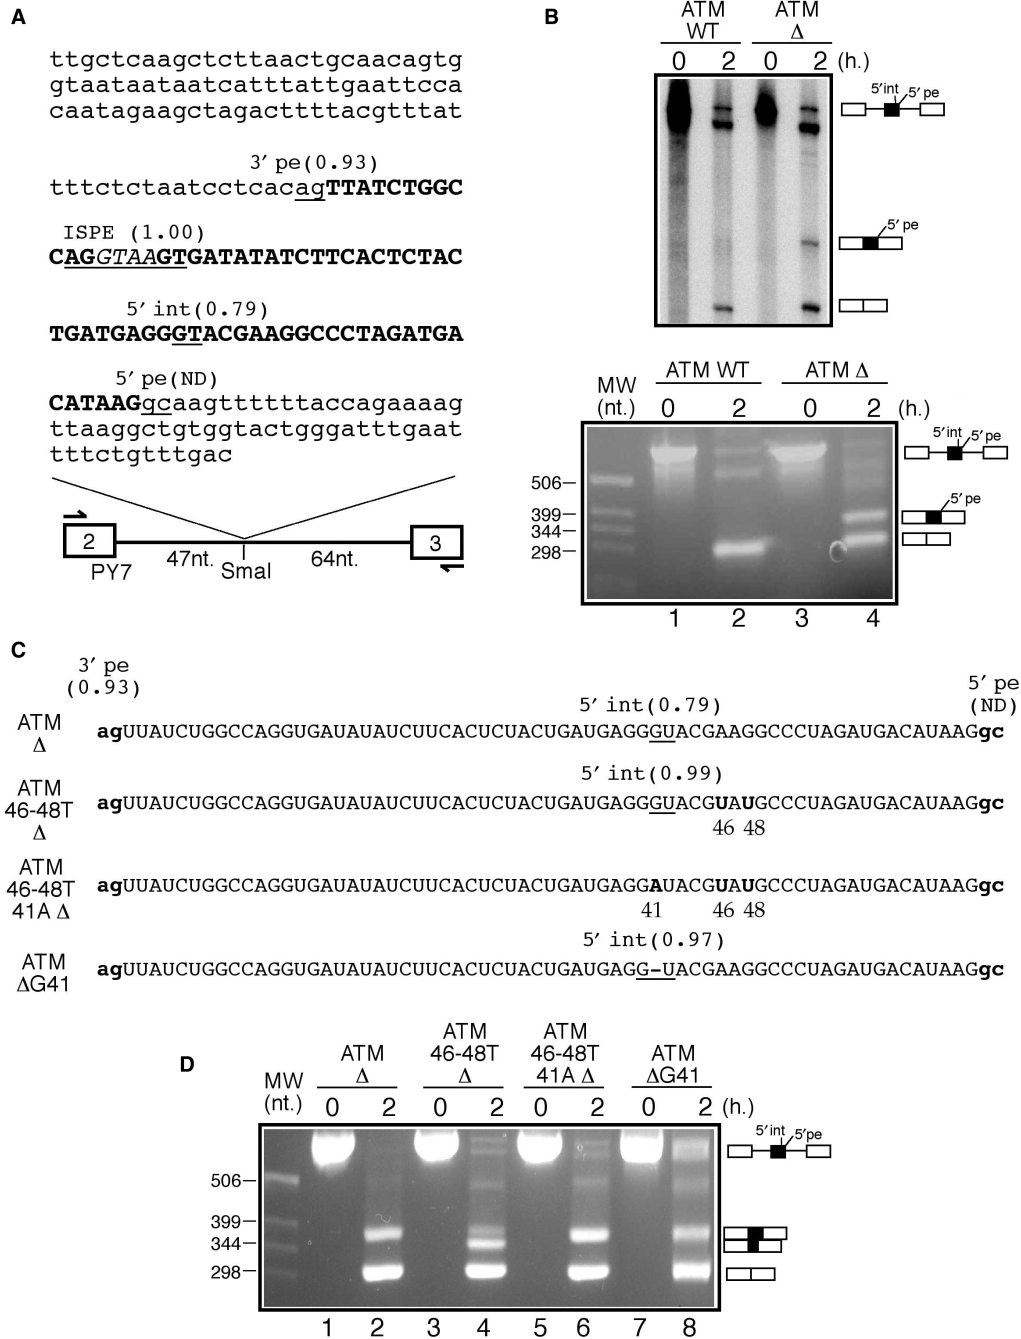 A
ttgctcaagctcttaactgcaacagtg
gtaataataatcatttattgaattcca
caatagaagctagacttttacgtttat
3′ pe(0.93)
tttctctaatcctcacagTTATCTGGC
ISPE (1.00)
CAGGTAAGTGATATATCTTCACTCTAC
5′ int(0.79)
TGATGAGGGTACGAAGGCCCTAGATGA
5′ pe(ND)
CATAAGgcaagttttttaccagaaaag
ttaaggctgtggtactgggatttgaat
tttctgtttgac
2
3
47nt.
64nt.
PY7
SmaI
B
ATM WT
ATM Δ
0 2 0 2 (h.)
5′int 5′pe
5′pe
MW (nt.)
ATM WT
ATM Δ
0 2 0 2 (h.)
506
399
344
298
5′int 5′pe
5′pe
1 2 3 4
C
3′ pe (0.93)
5′ pe (ND)
5′ int(0.79)
ATM Δ
agUUAUCUGGCCAGGUGAUAUAUCUUCACUCUACUGAUGAGGGUACGAAGGCCCUAGAUGACAUAAGgc
5′ int(0.99)
ATM 46-48T Δ
agUUAUCUGGCCAGGUGAUAUAUCUUCACUCUACUGAUGAGGGUACGUAUGCCCUAGAUGACAUAAGgc
46 48
ATM 46-48T 41A Δ
agUUAUCUGGCCAGGUGAUAUAUCUUCACUCUACUGAUGAGGAUACGUAUGCCCUAGAUGACAUAAGgc
41 46 48
5′ int(0.97)
ATM ΔG41
agUUAUCUGGCCAGGUGAUAUAUCUUCACUCUACUGAUGAGG-UACGAAGGCCCUAGAUGACAUAAGgc
D
MW (nt.)
ATM Δ
ATM 46-48T Δ
ATM 46-48T 41A Δ
ATM ΔG41
0 2 0 2 0 2 0 2 (h.)
506
399
344
298
5′int 5′pe
1 2 3 4 5 6 7 8